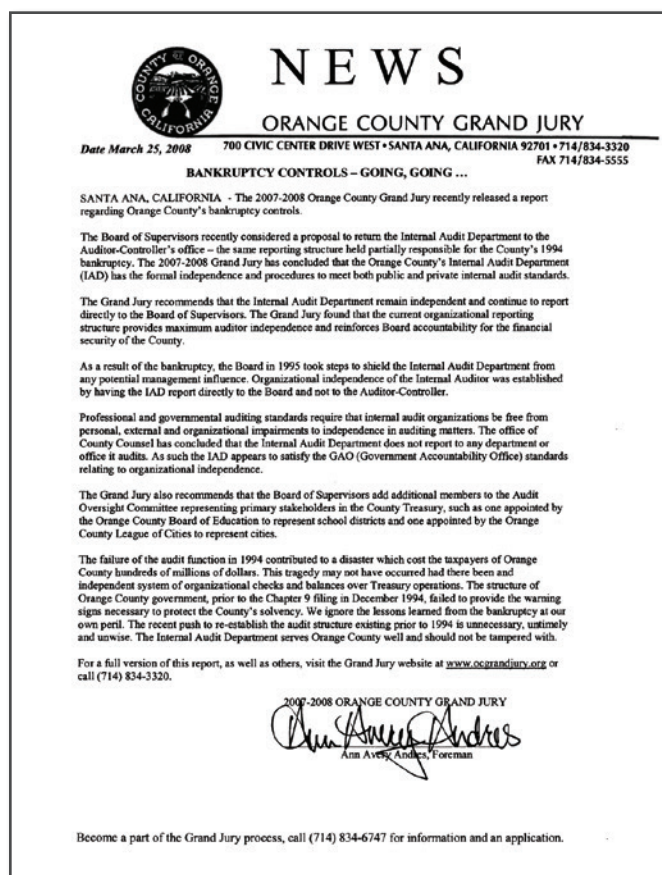 COUNTY OF ORANGE
CALIFORNIA
NEWS
ORANGE COUNTY GRAND JURY
Date March 25, 2008
700 CIVIC CENTER DRIVE WEST • SANTA ANA, CALIFORNIA 92701 • 714/834-3320
FAX 714/834-5555
BANKRUPTCY CONTROLS – GOING, GOING ...
SANTA ANA, CALIFORNIA - The 2007-2008 Orange County Grand Jury recently released a report
regarding Orange County's bankruptcy controls.
The Board of Supervisors recently considered a proposal to return the Internal Audit Department to the
Auditor-Controller's office – the same reporting structure held partially responsible for the County's 1994
bankruptcy. The 2007-2008 Grand Jury has concluded that the Orange County's Internal Audit Department
(IAD) has the formal independence and procedures to meet both public and private internal audit standards.
The Grand Jury recommends that the Internal Audit Department remain independent and continue to report
directly to the Board of Supervisors. The Grand Jury found that the current organizational reporting
structure provides maximum auditor independence and reinforces Board accountability for the financial
security of the County.
As a result of the bankruptcy, the Board in 1995 took steps to shield the Internal Audit Department from
any potential management influence. Organizational independence of the Internal Auditor was established
by having the IAD report directly to the Board and not to the Auditor-Controller.
Professional and governmental auditing standards require that internal audit organizations be free from
personal, external and organizational impairments to independence in auditing matters. The office of
County Counsel has concluded that the Internal Audit Department does not report to any department or
office it audits. As such the IAD appears to satisfy the GAO (Government Accountability Office) standards
relating to organizational independence.
The Grand Jury also recommends that the Board of Supervisors add additional members to the Audit
Oversight Committee representing primary stakeholders in the County Treasury, such as one appointed by
the Orange County Board of Education to represent school districts and one appointed by the Orange
County League of Cities to represent cities.
The failure of the audit function in 1994 contributed to a disaster which cost the taxpayers of Orange
County hundreds of millions of dollars. This tragedy may not have occurred had there been and
independent system of organizational checks and balances over Treasury operations. The structure of
Orange County government, prior to the Chapter 9 filing in December 1994, failed to provide the warning
signs necessary to protect the County's solvency. We ignore the lessons learned from the bankruptcy at our
own peril. The recent push to re-establish the audit structure existing prior to 1994 is unnecessary, untimely
and unwise. The Internal Audit Department serves Orange County well and should not be tampered with.
For a full version of this report, as well as others, visit the Grand Jury website at www.ocgrandjury.org or
call (714) 834-3320.
2007-2008 ORANGE COUNTY GRAND JURY
Ann Avery Andres
Ann Avery Andres, Foreman
Become a part of the Grand Jury process, call (714) 834-6747 for information and an application.